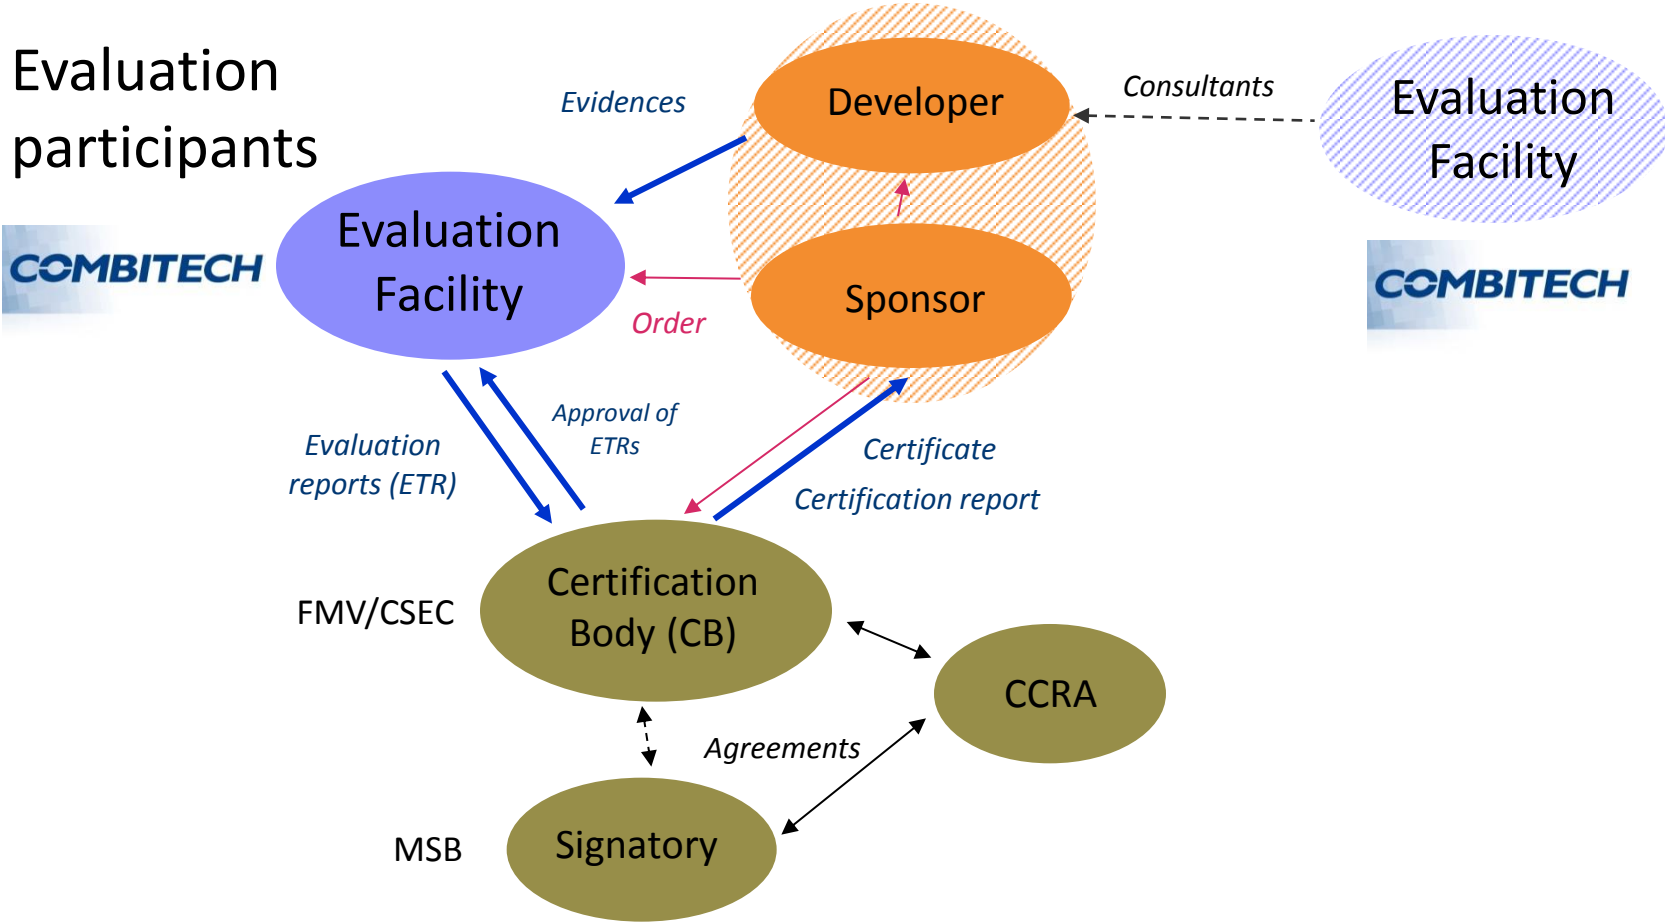 Evaluation
participants
Evidences
Developer
Consultants
Evaluation
Facility
COMBITECH
Evaluation
Facility
COMBITECH
Order
Sponsor
Evaluation
reports (ETR)
Approval of
ETRs
Certificate
Certification report
FMV/CSEC
Certification
Body (CB)
CCRA
Agreements
MSB
Signatory